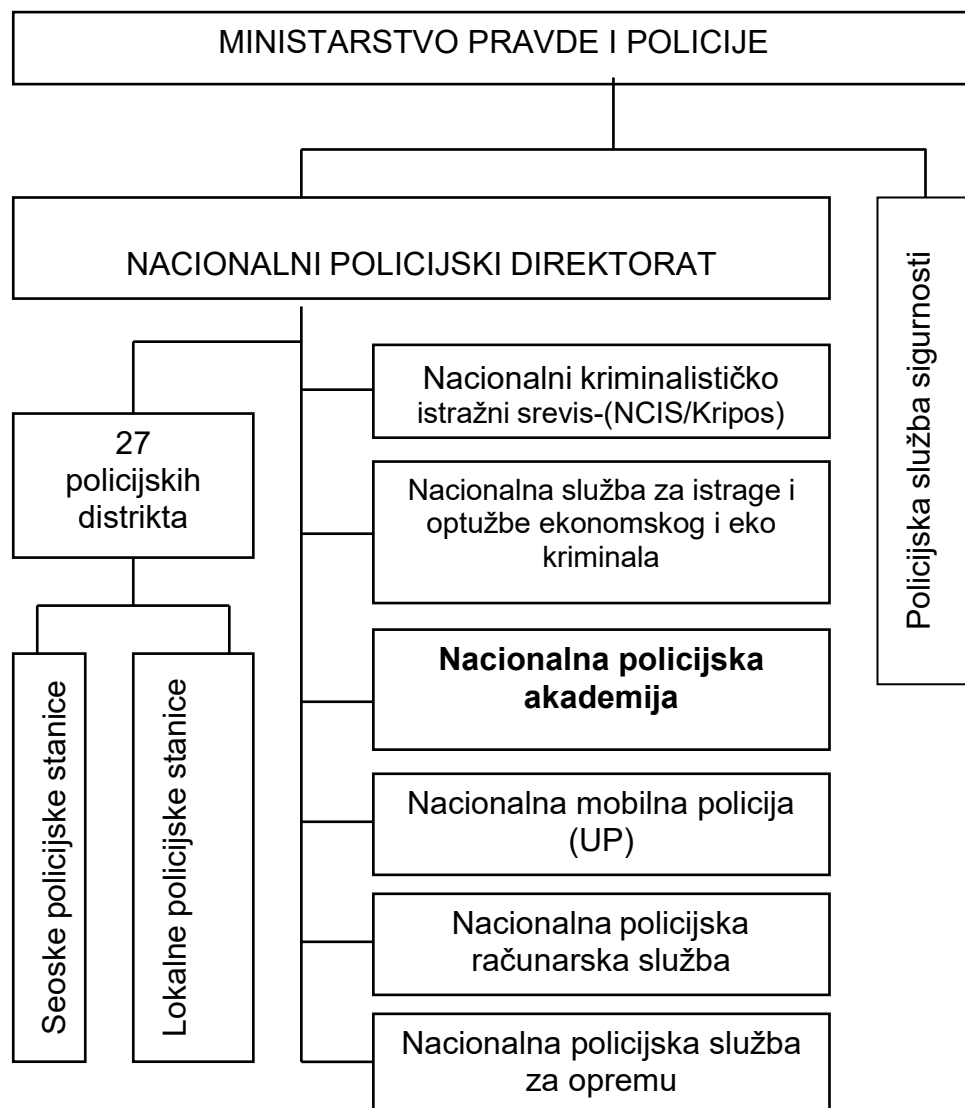 MINISTARSTVO PRAVDE I POLICIJE
NACIONALNI POLICIJSKI DIREKTORAT
Policijska služba sigurnosti
27
policijskih
distrikta
Seoske policijske stanice
Lokalne policijske stanice
Nacionalni kriminalističko
istražni srevis-(NCIS/Kripos)
Nacionalna služba za istrage i
optužbe ekonomskog i eko
kriminala
Nacionalna policijska
akademija
Nacionalna mobilna policija
(UP)
Nacionalna policijska
računarska služba
Nacionalna policijska služba
za opremu